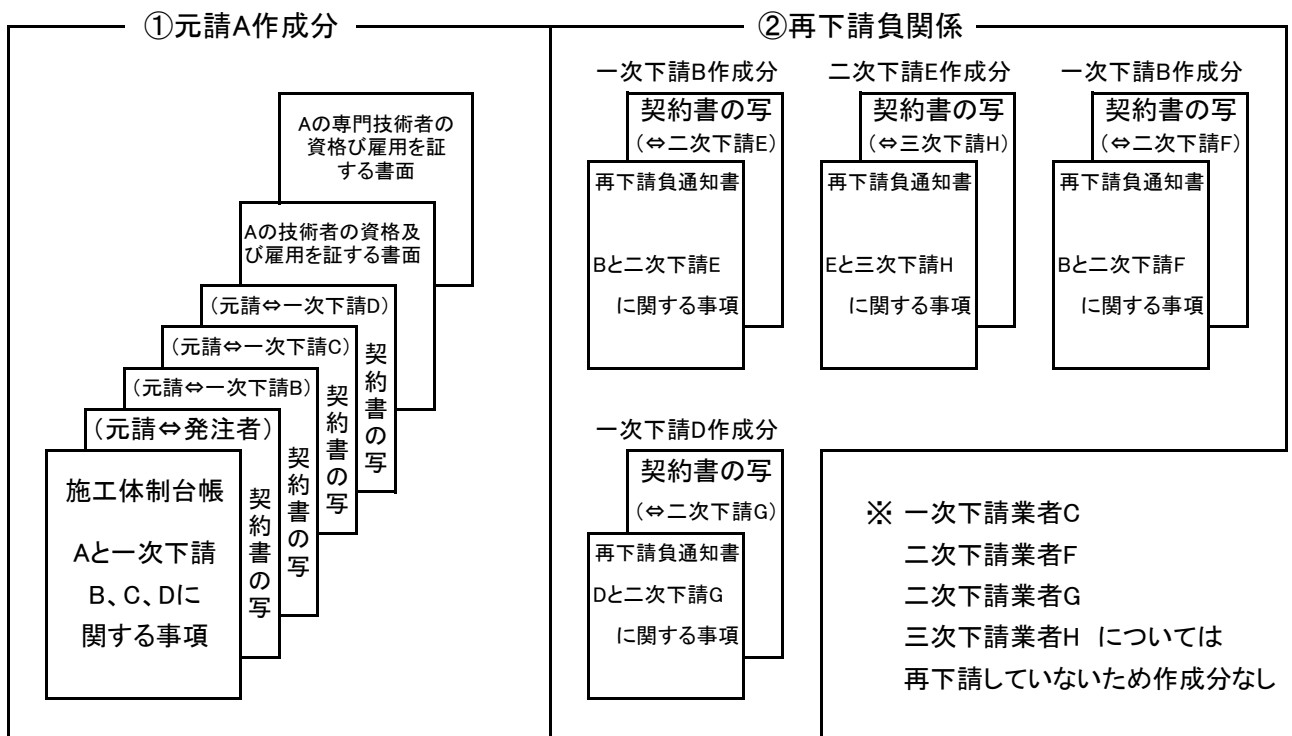 ①元請A作成分
Aの専門技術者の
資格び雇用を証
する書面
Aの技術者の資格及
び雇用を証する書面
(元請⇔一次下請D)
契約書の写
(元請⇔一次下請C)
契約書の写
(元請⇔一次下請B)
契約書の写
(元請⇔発注者)
契約書の写
施工体制台帳
Aと一次下請
B、C、Dに
関する事項
②再下請負関係
一次下請B作成分
契約書の写
(⇔二次下請E)
再下請負通知書
Bと二次下請E
に関する事項
二次下請E作成分
契約書の写
(⇔三次下請H)
再下請負通知書
Eと三次下請H
に関する事項
一次下請B作成分
契約書の写
(⇔二次下請F)
再下請負通知書
Bと二次下請F
に関する事項
一次下請D作成分
契約書の写
(⇔二次下請G)
再下請負通知書
Dと二次下請G
に関する事項
※ 一次下請業者C
二次下請業者F
二次下請業者G
三次下請業者H については
再下請していないため作成分なし